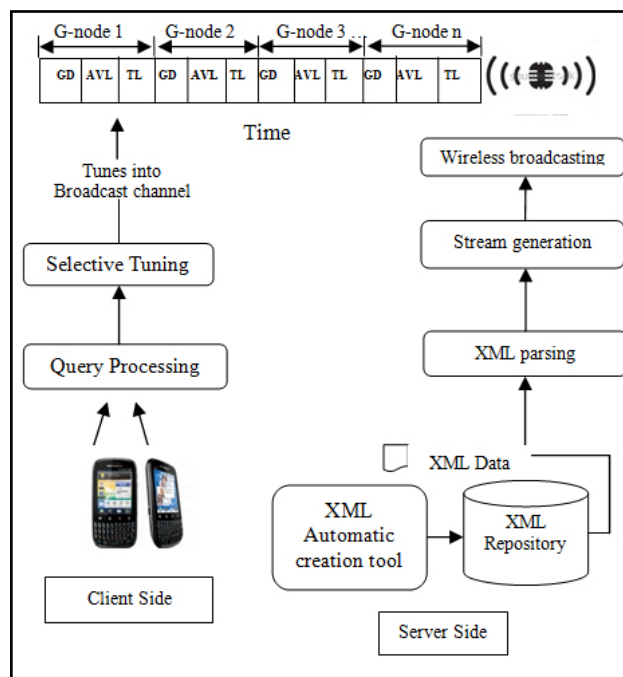 G-node 1 G-node 2 G-node 3 ... G-node n
GD AVL TL GD AVL TL GD AVL TL GD AVL TL
Time
Tunes into
Broadcast channel
Selective Tuning
Query Processing
Client Side
Wireless broadcasting
Stream generation
XML parsing
XML Data
XML
Automatic
creation tool
XML
Repository
Server Side